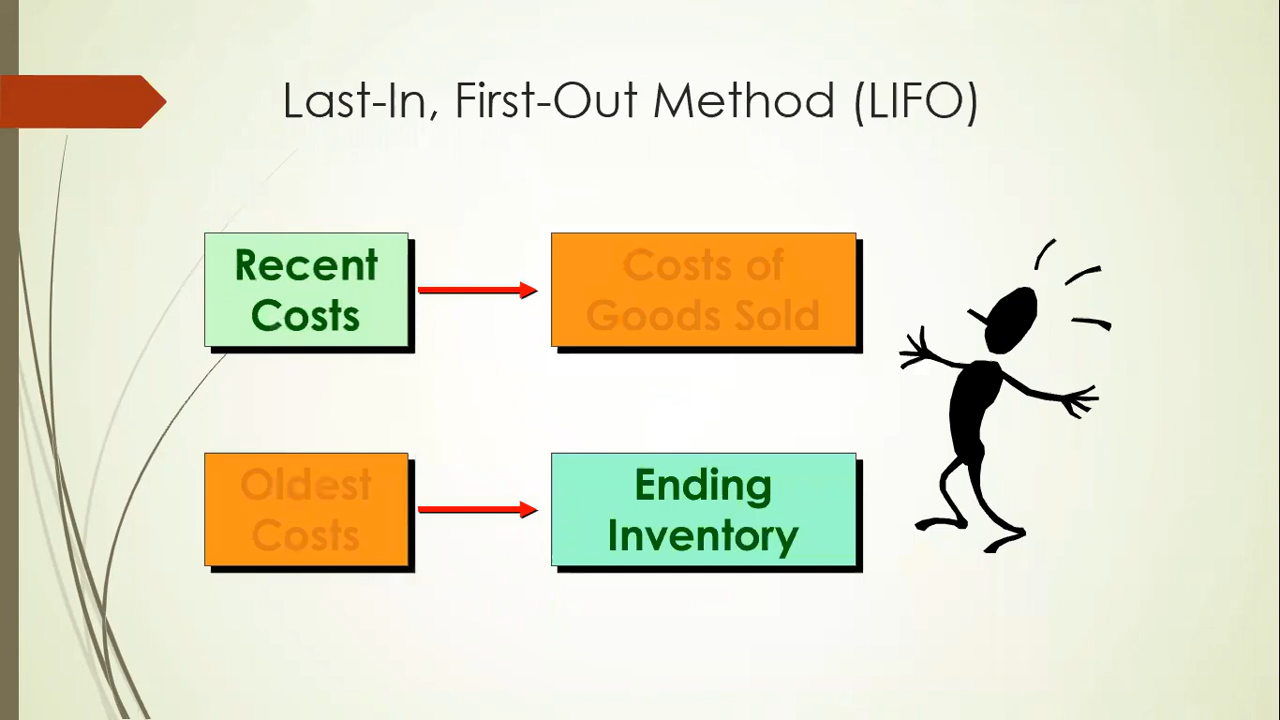 Last-In, First-Out Method (LIFO)
Recent
Costs
Costs of
Goods Sold
Oldest
Costs
Ending
Inventory